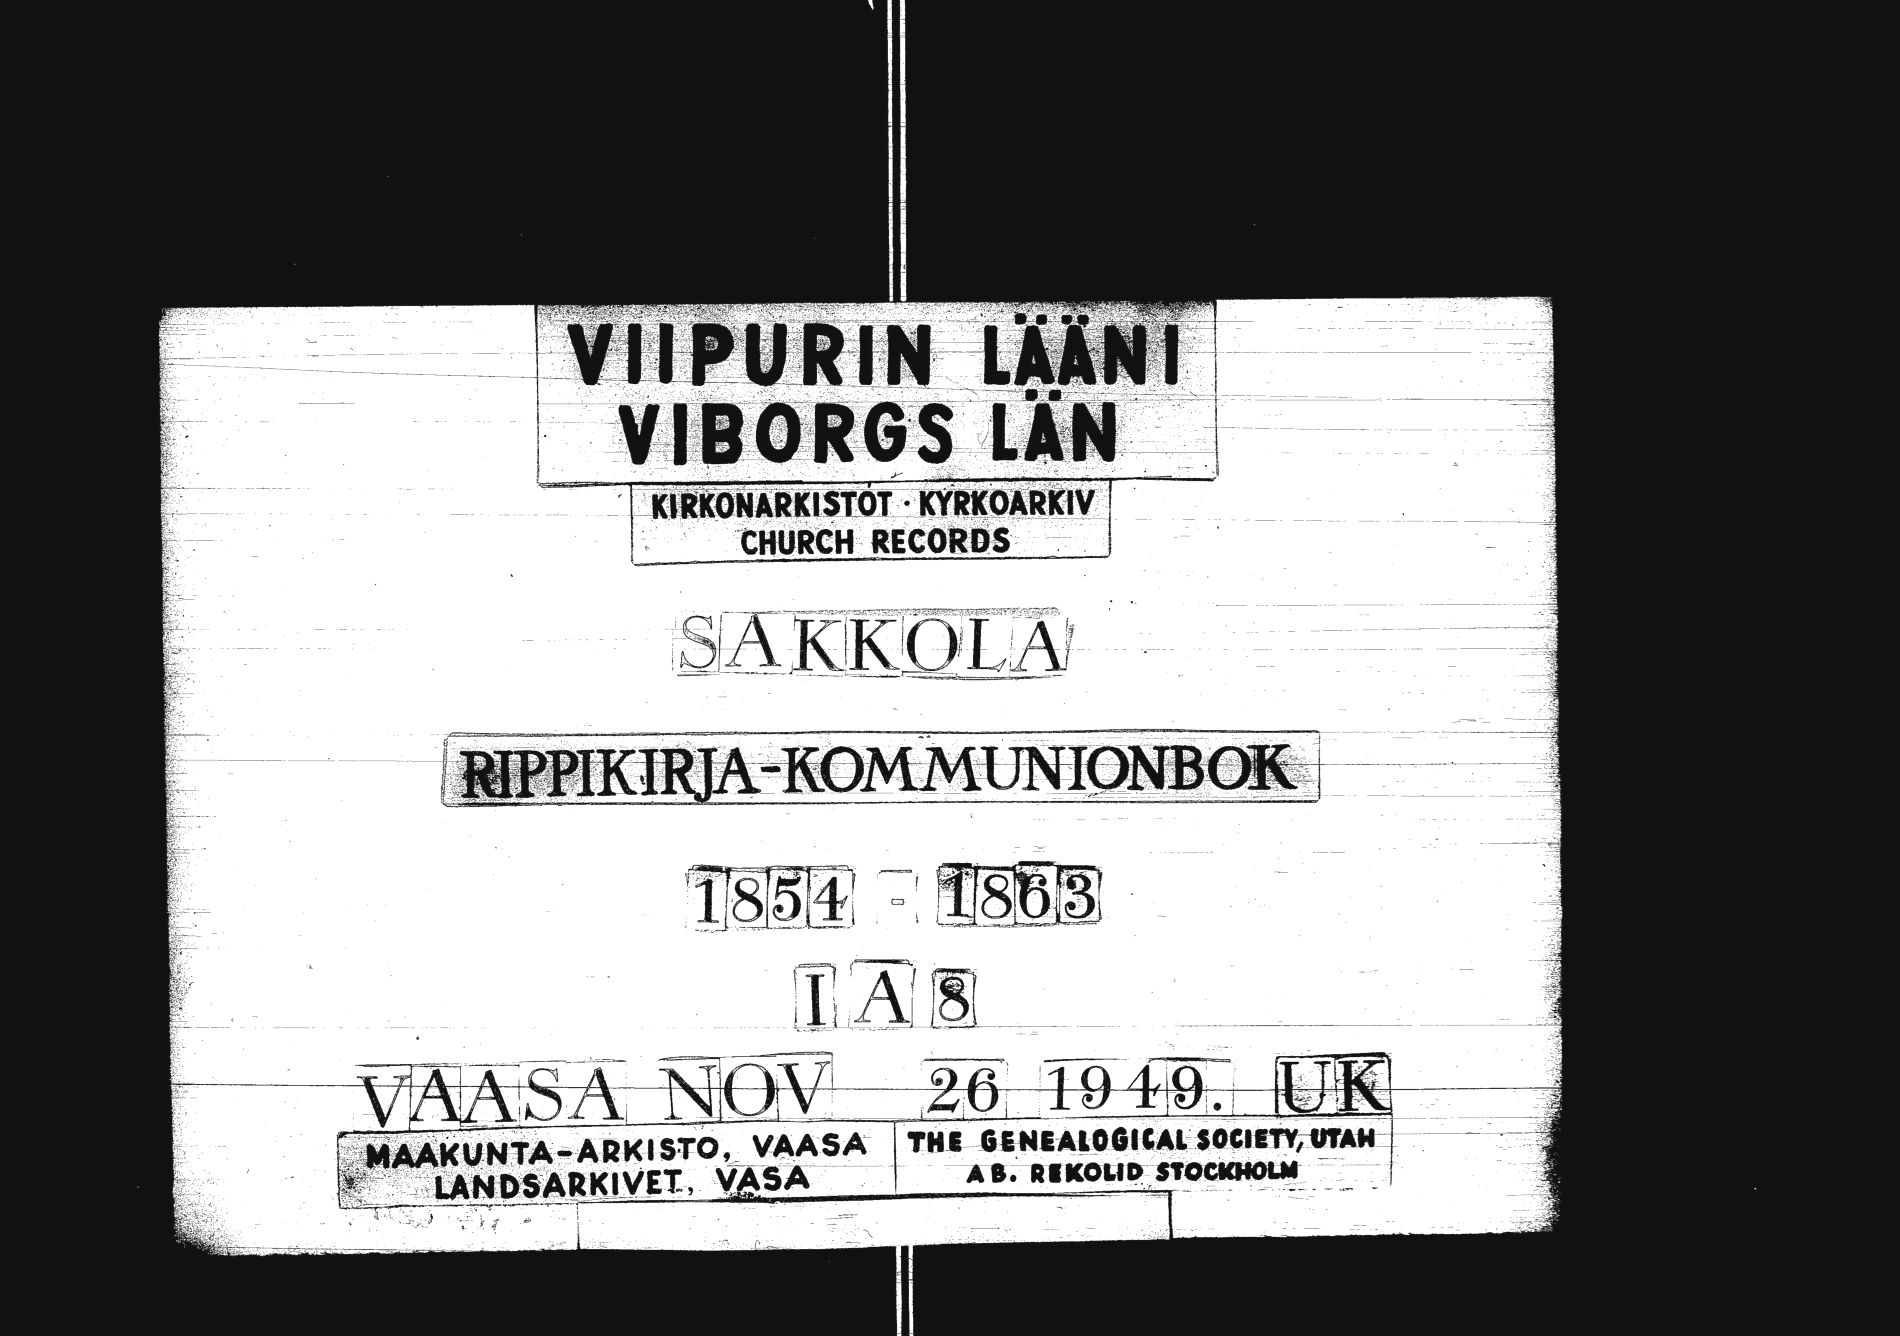 VIIPURIN LÄÄNI
VIBORGS LÄN
KIRKONARKISTOT · KYRKOARKIV
CHURCH RECORDS
SAKKOLA
RIPPIKIRJA-KOMMUNIONBOK
1854 - 1863
I A 8
VAASA NOV 26 1949. UK
MAAKUNTA-ARKISTO, VAASA
LANDSARKIVET, VASA
THE GENEALOGICAL SOCIETY, UTAH
AB. REKOLID STOCKHOLM